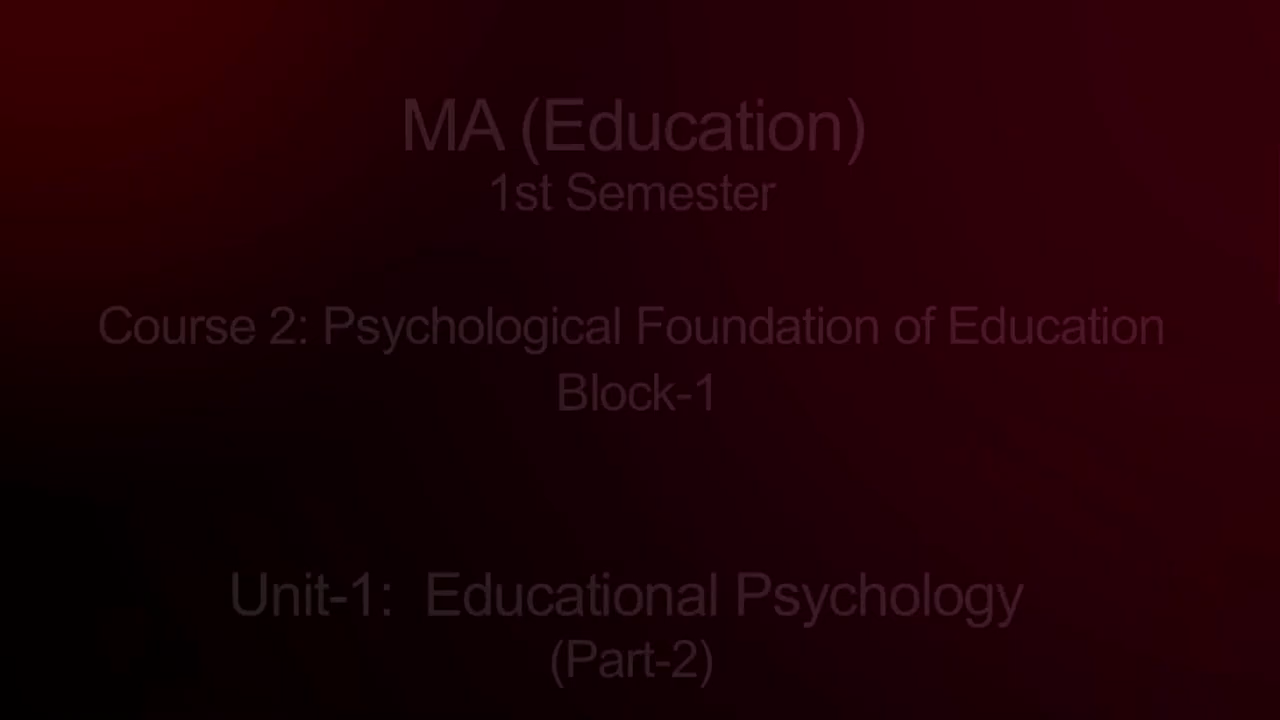 MA (Education)
1st Semester
Course 2: Psychological Foundation of Education
Block-1
Unit-1: Educational Psychology
(Part-2)